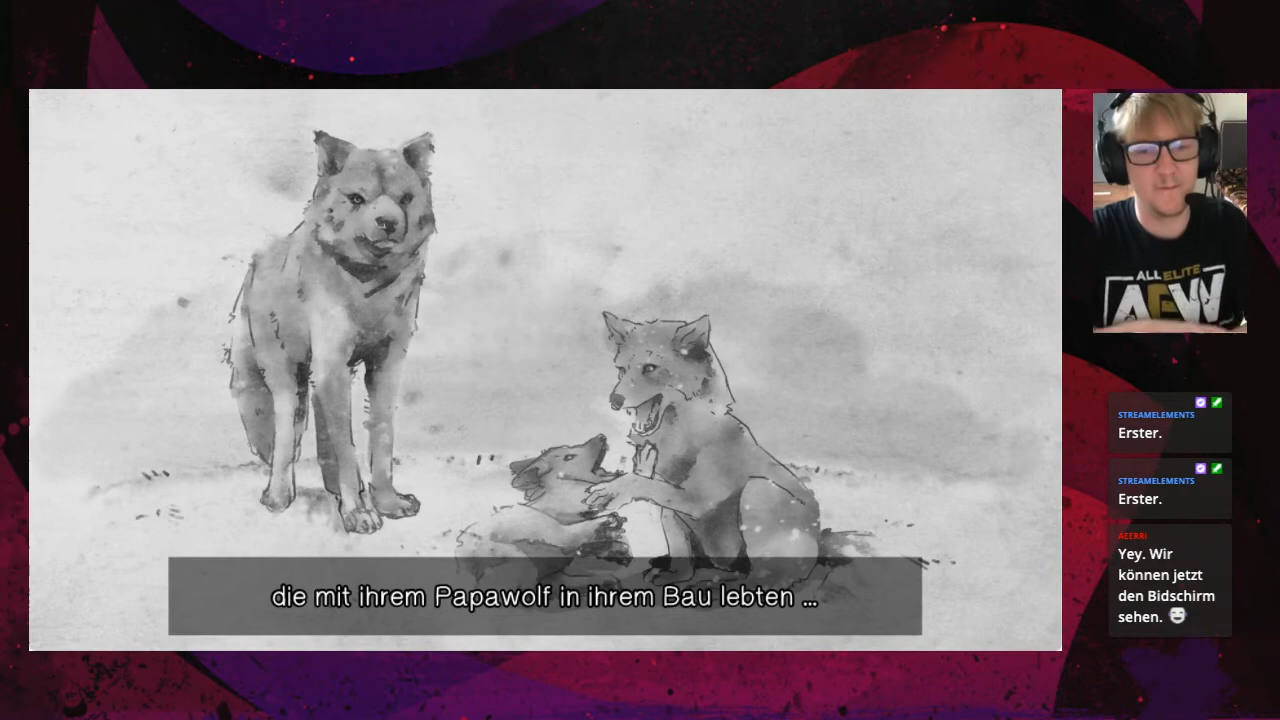 ALL ELITE
AEW
STREAMELEMENTS
Erster.
STREAMELEMENTS
Erster.
AEERRI
Yey. Wir
können jetzt
den Bidschirm
sehen.
die mit ihrem Papawolf in ihrem Bau lebten ...